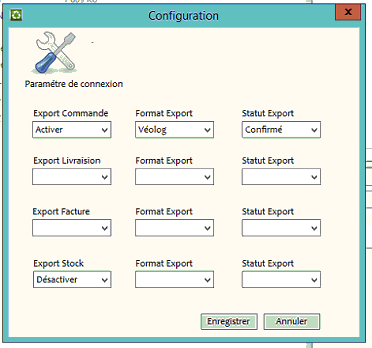 Configuration
x
Paramétre de connexion
Export Commande Format Export Statut Export
Activer Véolog Confirmé
Export Livraision Format Export Statut Export
Export Facture Format Export Statut Export
Export Stock Format Export Statut Export
Désactiver
Enregistrer Annuler